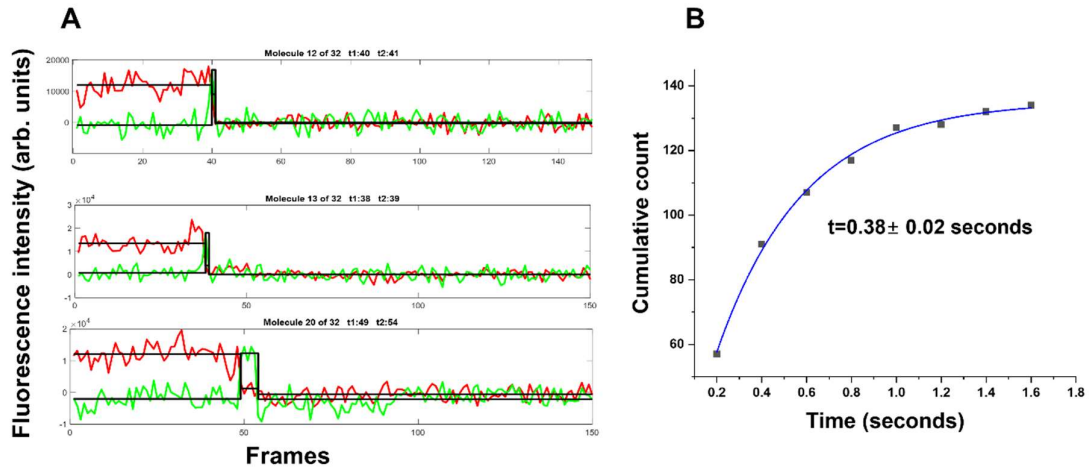 A
B
Fluorescence intensity (arb. units)
Molecule 12 of 32 t1:40 t2:41
20000
10000
0
0 20 40 60 80 100 120 140
Molecule 13 of 32 t1:38 t2:39
×10⁴
3
2
1
0
-1
0 50 100 150
Molecule 20 of 32 t1:49 t2:54
×10⁴
2
1
0
-1
0 50 100 150
Frames
Cumulative count
140
120
100
80
60
t=0.38± 0.02 seconds
0.2 0.4 0.6 0.8 1.0 1.2 1.4 1.6 1.8
Time (seconds)